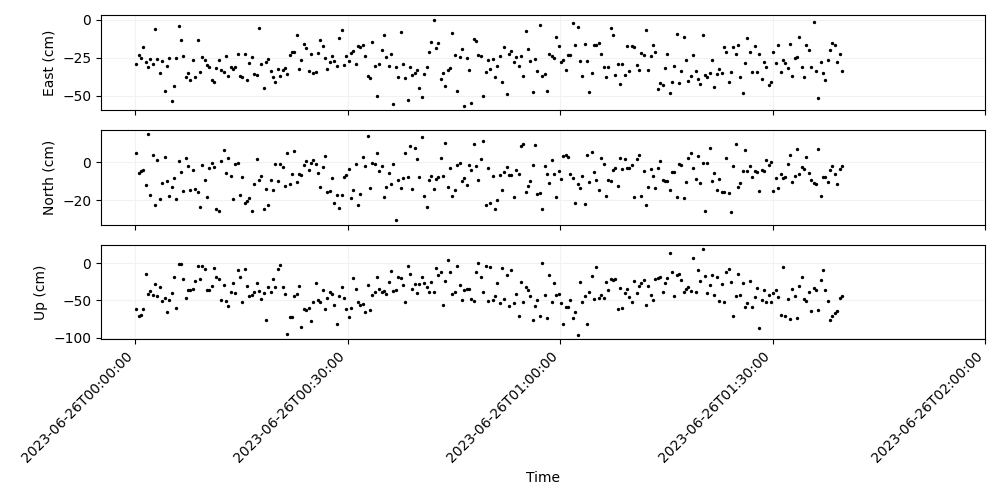 East (cm)
0
−25
−50
North (cm)
0
−20
Up (cm)
0
−50
−100
2023-06-26T00:00:00
2023-06-26T00:30:00
2023-06-26T01:00:00
2023-06-26T01:30:00
2023-06-26T02:00:00
Time